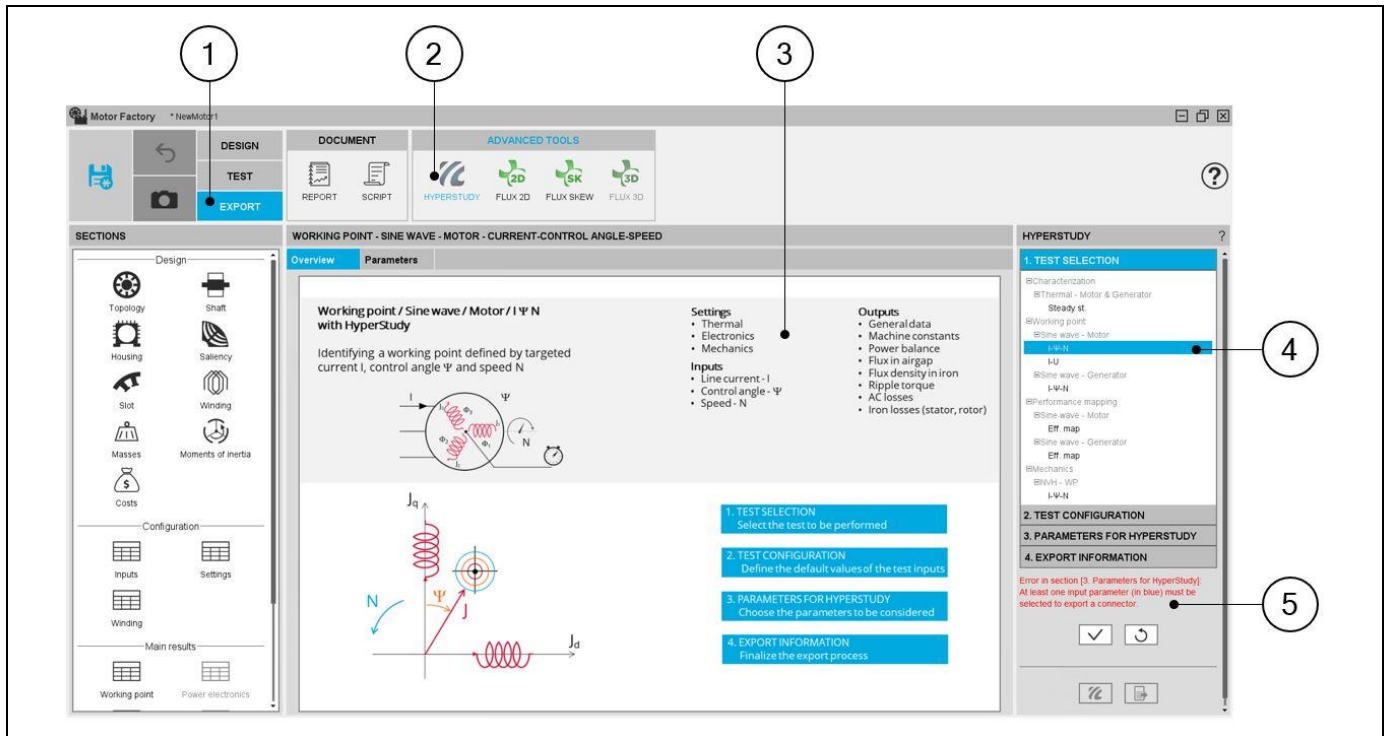 1
2
3
Motor Factory * NewMotor1
DESIGN
TEST
EXPORT
DOCUMENT
REPORT
SCRIPT
ADVANCED TOOLS
HYPERSTUDY
2D
FLUX 2D
SK
FLUX SKEW
3D
FLUX 3D
?
SECTIONS
Design
Topology
Shaft
Housing
Saliency
Slot
Winding
Masses
Moments of inertia
$
Costs
Configuration
Inputs
Settings
Winding
Main results
Working point
Power electronics
WORKING POINT - SINE WAVE - MOTOR - CURRENT-CONTROL ANGLE-SPEED
Overview
Parameters
Working point / Sine wave / Motor / I Ψ N
with HyperStudy
Identifying a working point defined by targeted
current I, control angle Ψ and speed N
I
Ψ
J₁
Φ₃
J₃
Φ₂
Φ₁
J₂
N
Settings
• Thermal
• Electronics
• Mechanics
Inputs
• Line current - I
• Control angle - Ψ
• Speed - N
Outputs
• General data
• Machine constants
• Power balance
• Flux in airgap
• Flux density in iron
• Ripple torque
• AC losses
• Iron losses (stator, rotor)
Jq
N
Ψ
J
Jd
1. TEST SELECTION
Select the test to be performed
2. TEST CONFIGURATION
Define the default values of the test inputs
3. PARAMETERS FOR HYPERSTUDY
Choose the parameters to be considered
4. EXPORT INFORMATION
Finalize the export process
HYPERSTUDY ?
1. TEST SELECTION
Characterization
Thermal - Motor & Generator
Steady st.
Working point
Sine wave - Motor
I-Ψ-N
I-U
Sine wave - Generator
I-Ψ-N
Performance mapping
Sine wave - Motor
Eff. map
Sine wave - Generator
Eff. map
Mechanics
NVH - WP
I-Ψ-N
2. TEST CONFIGURATION
3. PARAMETERS FOR HYPERSTUDY
4. EXPORT INFORMATION
Error in section [3. Parameters for HyperStudy]:
At least one input parameter (in blue) must be
selected to export a connector.
4
5